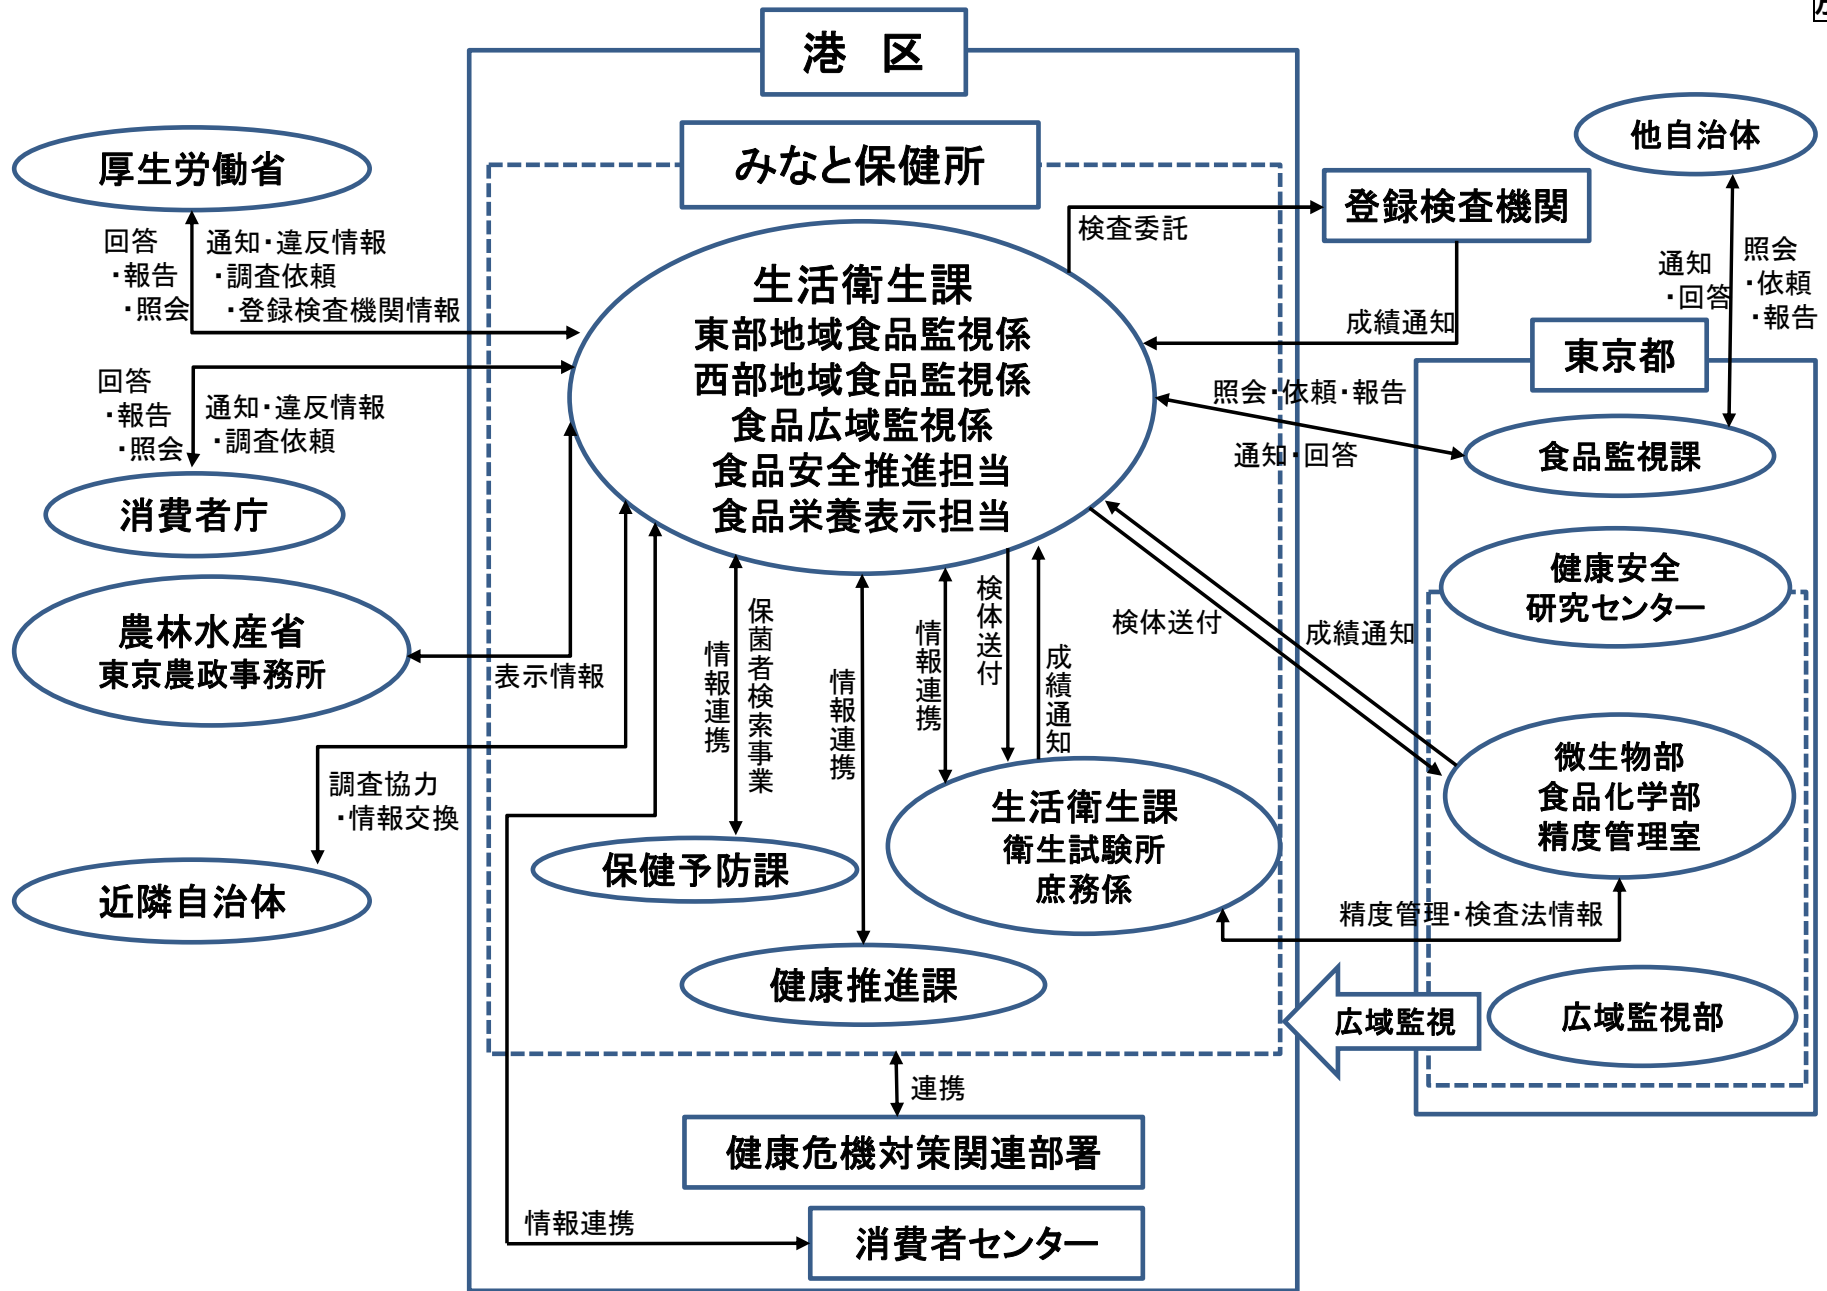 港　区
みなと保健所
厚生労働省
回答
・報告
・照会
通知・違反情報
・調査依頼
・登録検査機関情報
回答
・報告
・照会
通知・違反情報
・調査依頼
消費者庁
農林水産省
東京農政事務所
表示情報
調査協力
・情報交換
近隣自治体
生活衛生課
東部地域食品監視係
西部地域食品監視係
食品広域監視係
食品安全推進担当
食品栄養表示担当
検査委託
登録検査機関
成績通知
他自治体
通知
・回答
照会
・依頼
・報告
東京都
照会・依頼・報告
通知・回答
食品監視課
健康安全
研究センター
検体送付
成績通知
微生物部
食品化学部
精度管理室
精度管理・検査法情報
広域監視
広域監視部
情報連携
保菌者検索事業
情報連携
情報連携
検体送付
成績通知
保健予防課
生活衛生課
衛生試験所
庶務係
健康推進課
連携
健康危機対策関連部署
情報連携
消費者センター